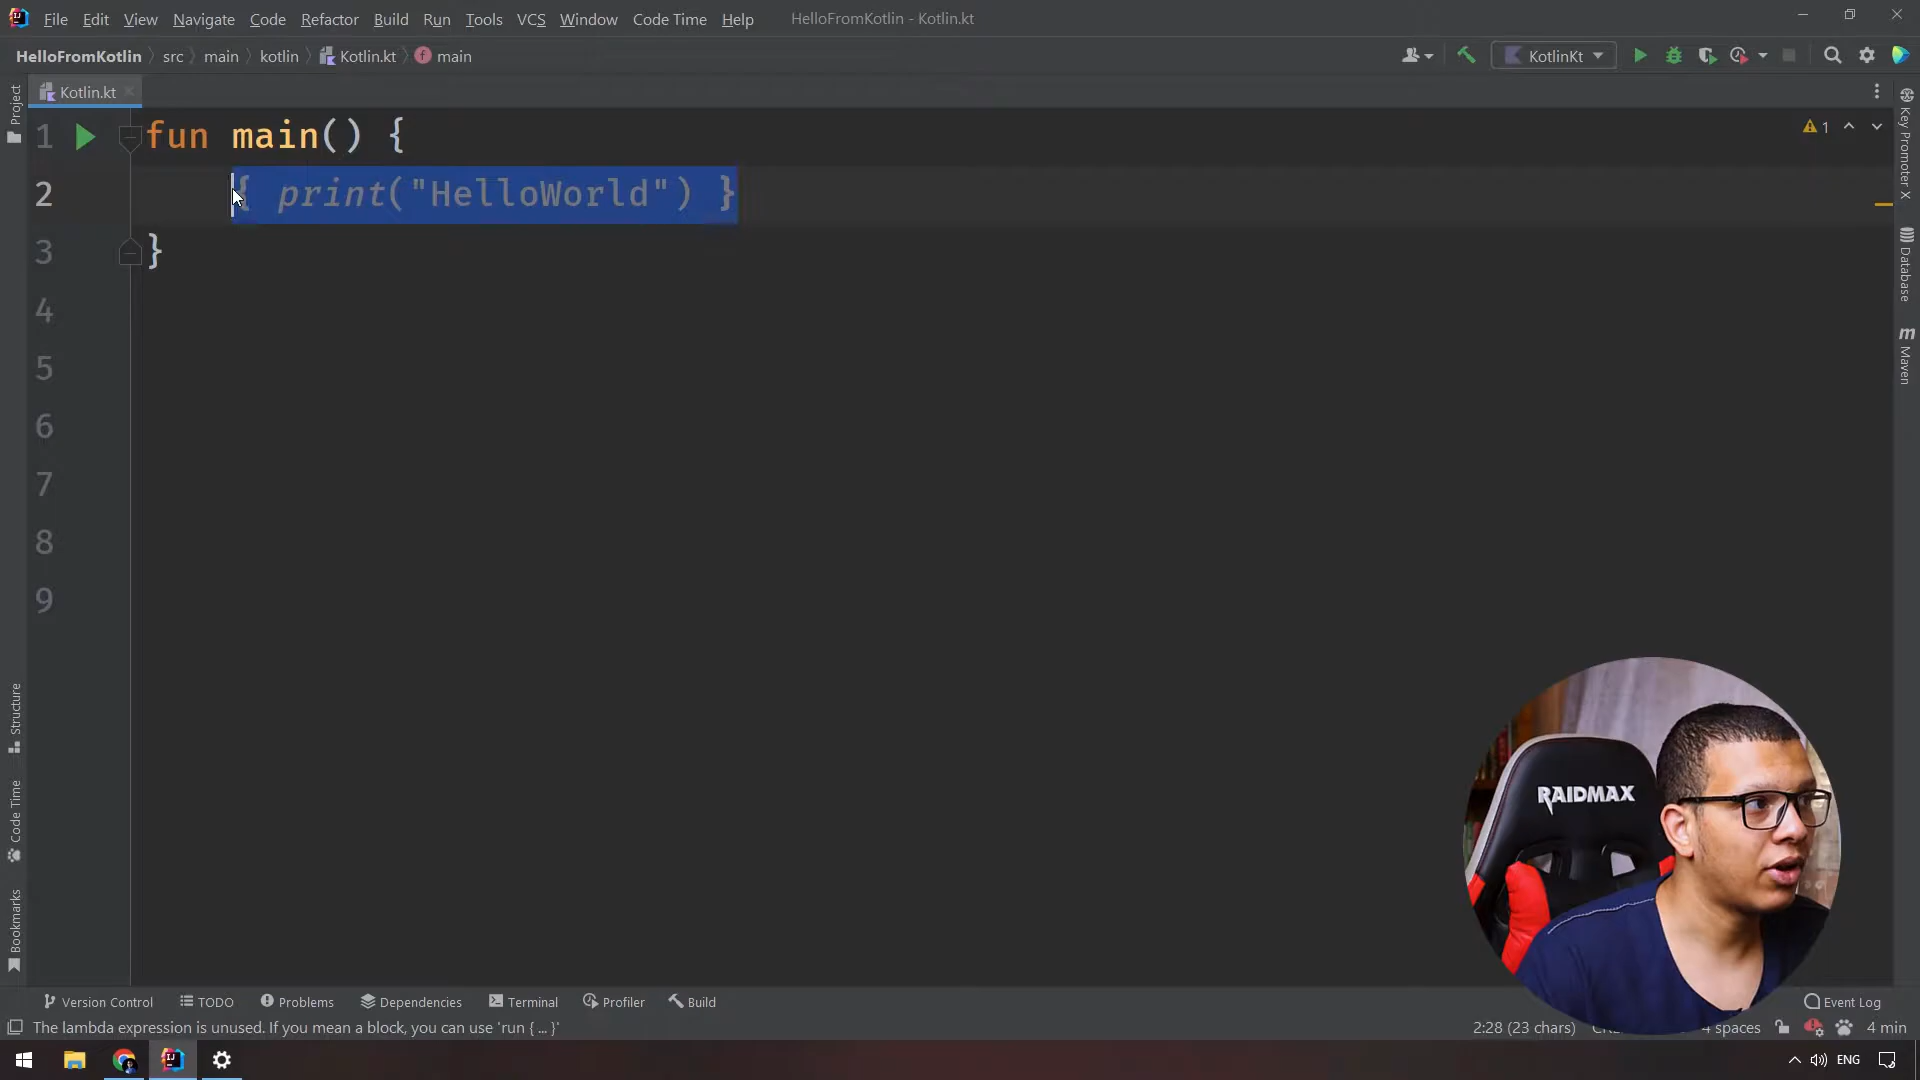 File Edit View Navigate Code Refactor Build Run Tools VCS Window Code Time Help HelloFromKotlin - Kotlin.kt
HelloFromKotlin src main kotlin Kotlin.kt main KotlinKt
Kotlin.kt
Project
1 fun main() {
2 { print("HelloWorld") }
3 }
4
5
6
7
8
9
1
Key Promoter X
Database
Maven
Structure
Code Time
Bookmarks
RAIDMAX
Version Control TODO Problems Dependencies Terminal Profiler Build Event Log
The lambda expression is unused. If you mean a block, you can use 'run { ... }' 2:28 (23 chars) 4 spaces 4 min
ENG